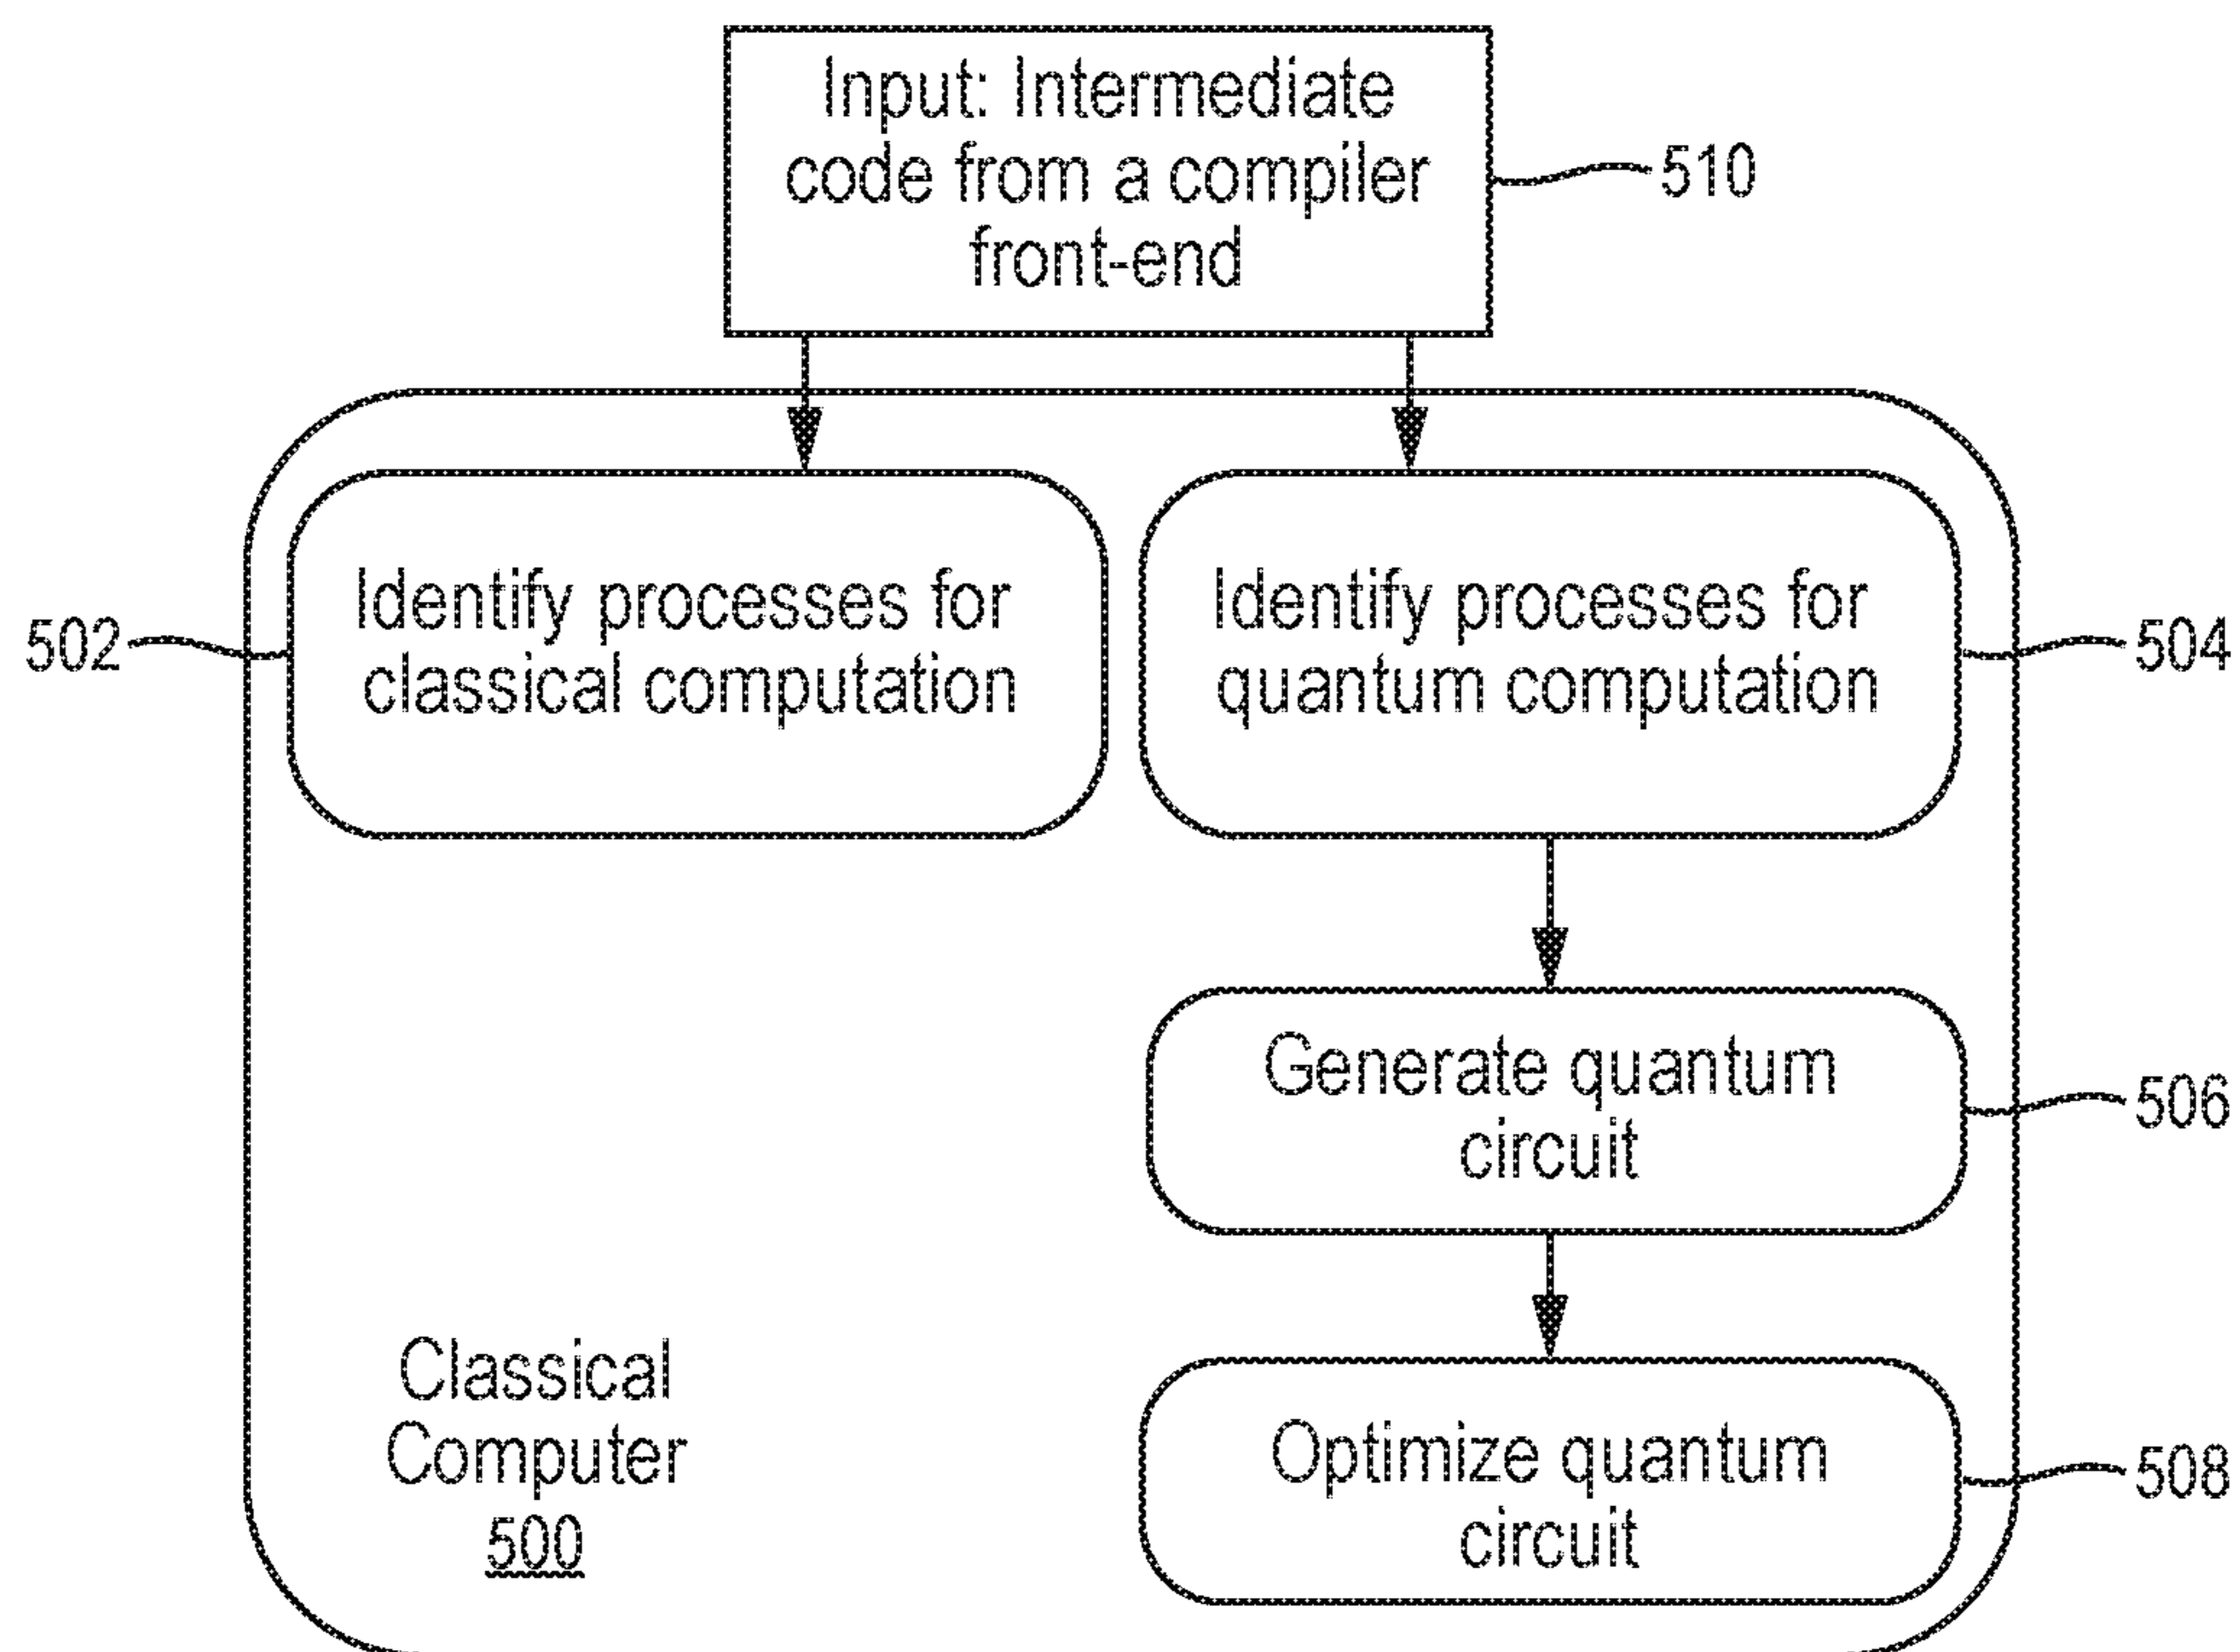 Input: Intermediate
code from a compiler
front-end
510
Identify processes for
classical computation
502
Identify processes for
quantum computation
504
Generate quantum
circuit
506
Classical
Computer
500
Optimize quantum
circuit
508